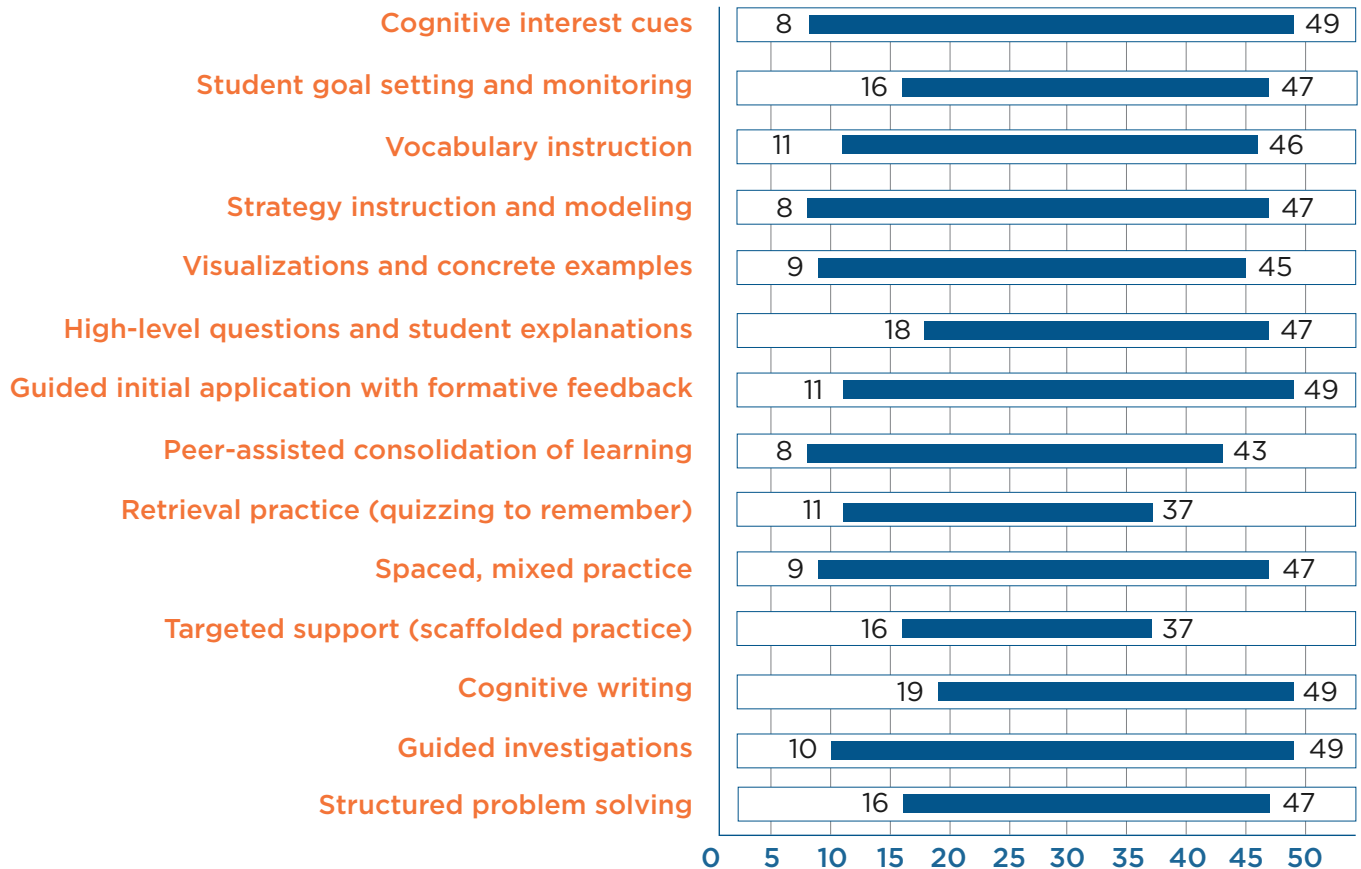 Cognitive interest cues 8 49
Student goal setting and monitoring 16 47
Vocabulary instruction 11 46
Strategy instruction and modeling 8 47
Visualizations and concrete examples 9 45
High-level questions and student explanations 18 47
Guided initial application with formative feedback 11 49
Peer-assisted consolidation of learning 8 43
Retrieval practice (quizzing to remember) 11 37
Spaced, mixed practice 9 47
Targeted support (scaffolded practice) 16 37
Cognitive writing 19 49
Guided investigations 10 49
Structured problem solving 16 47
0 5 10 15 20 25 30 35 40 45 50